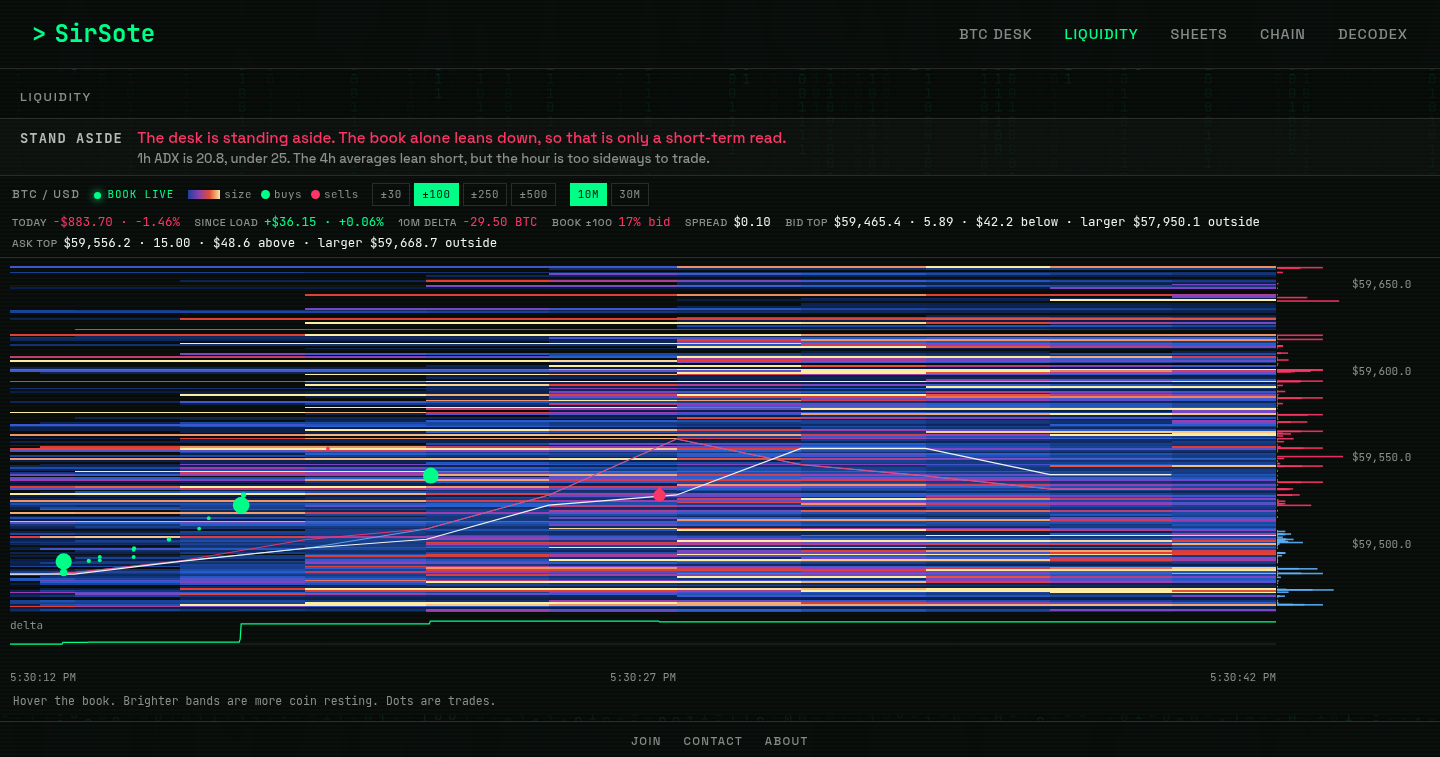 > SirSote
BTC DESK LIQUIDITY SHEETS CHAIN DECODEX
LIQUIDITY
STAND ASIDE The desk is standing aside. The book alone leans down, so that is only a short-term read.
1h ADX is 20.8, under 25. The 4h averages lean short, but the hour is too sideways to trade.
BTC / USD BOOK LIVE size buys sells ±30 ±100 ±250 ±500 10M 30M
TODAY -$883.70 · -1.46% SINCE LOAD +$36.15 · +0.06% 10M DELTA -29.50 BTC BOOK ±100 17% bid SPREAD $0.10 BID TOP $59,465.4 · 5.89 · $42.2 below · larger $57,950.1 outside
ASK TOP $59,556.2 · 15.00 · $48.6 above · larger $59,668.7 outside
$59,650.0
$59,600.0
$59,550.0
$59,500.0
delta
5:30:12 PM 5:30:27 PM 5:30:42 PM
Hover the book. Brighter bands are more coin resting. Dots are trades.
JOIN CONTACT ABOUT